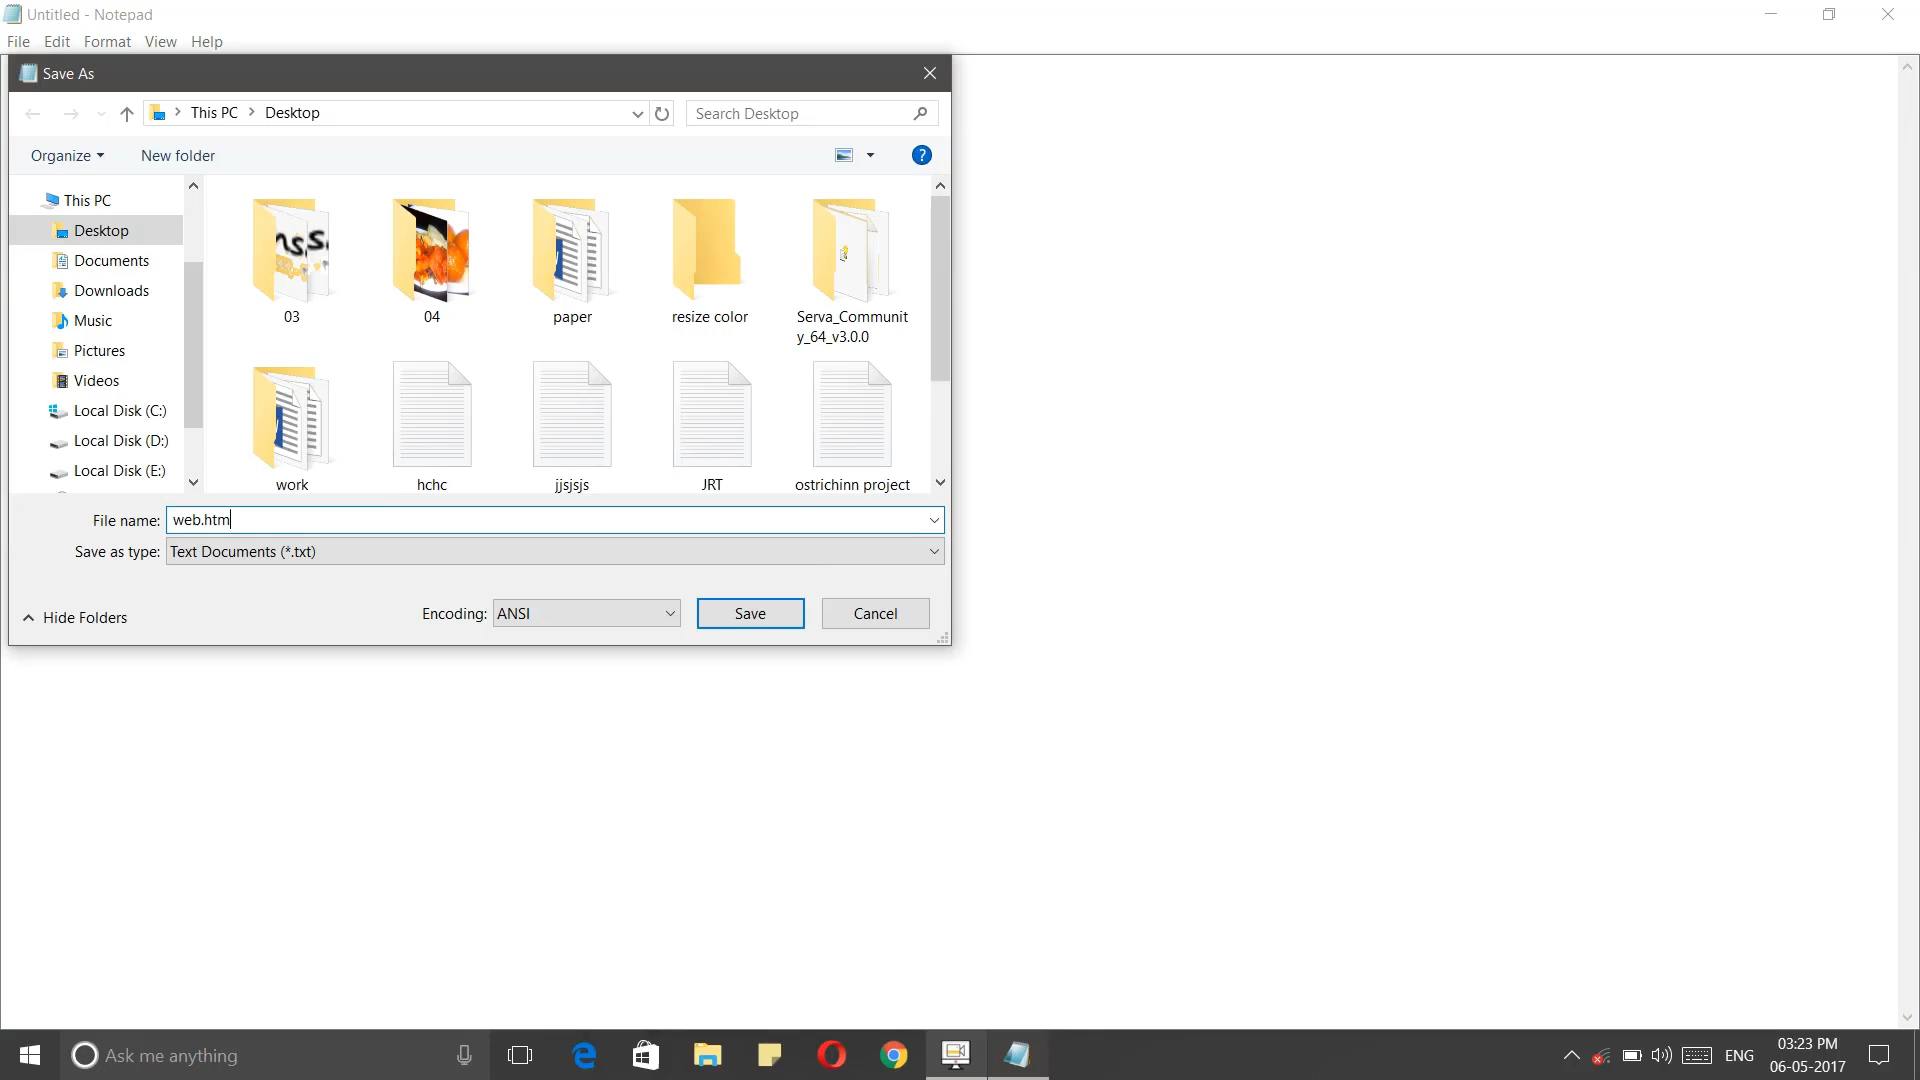 Untitled - Notepad
File Edit Format View Help
Save As
This PC Desktop
Search Desktop
Organize New folder
?
This PC
Desktop
Documents
Downloads
Music
Pictures
Videos
Local Disk (C:)
Local Disk (D:)
Local Disk (E:)
03
04
paper
resize color
Serva_Communit
y_64_v3.0.0
work
hchc
jjsjsjs
JRT
ostrichinn project
File name: web.htm
Save as type: Text Documents (*.txt)
Hide Folders
Encoding: ANSI
Save
Cancel
Ask me anything
ENG
03:23 PM
06-05-2017